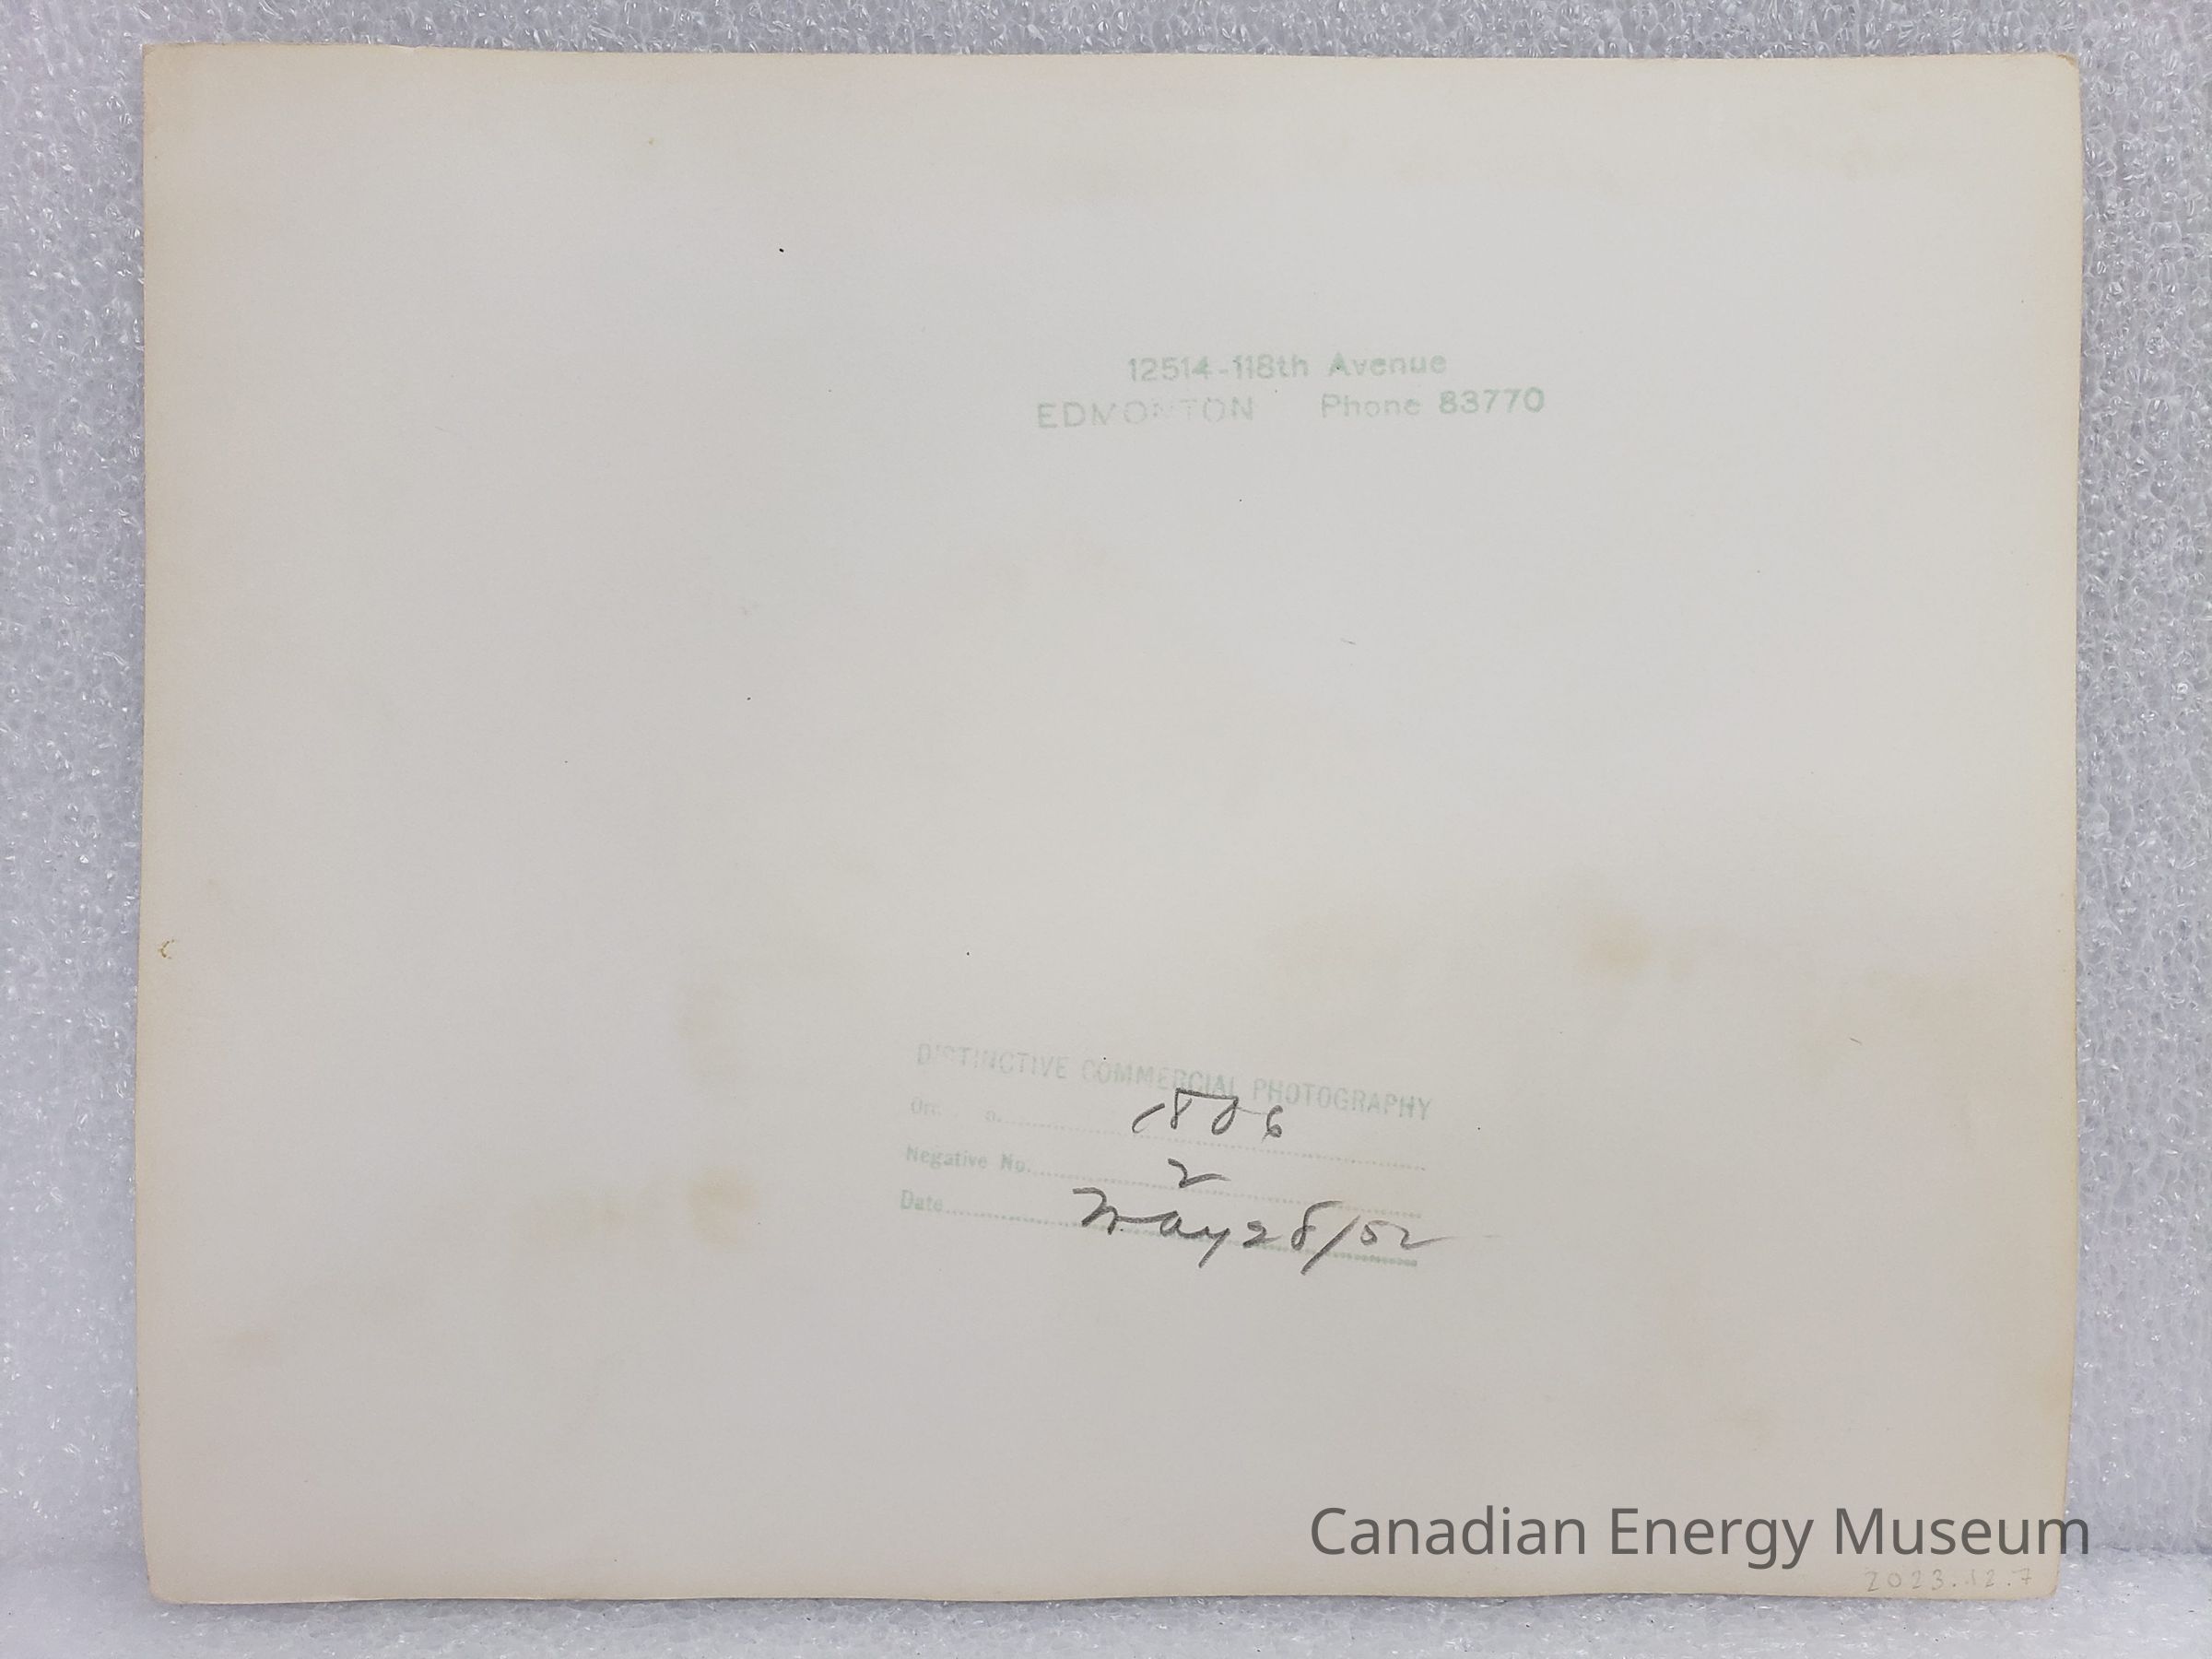 12514-118th Avenue
EDMONTON Phone 83770
DISTINCTIVE COMMERCIAL PHOTOGRAPHY
1806
Negative No. 2
Date May 28/52
Canadian Energy Museum
2023.12.7